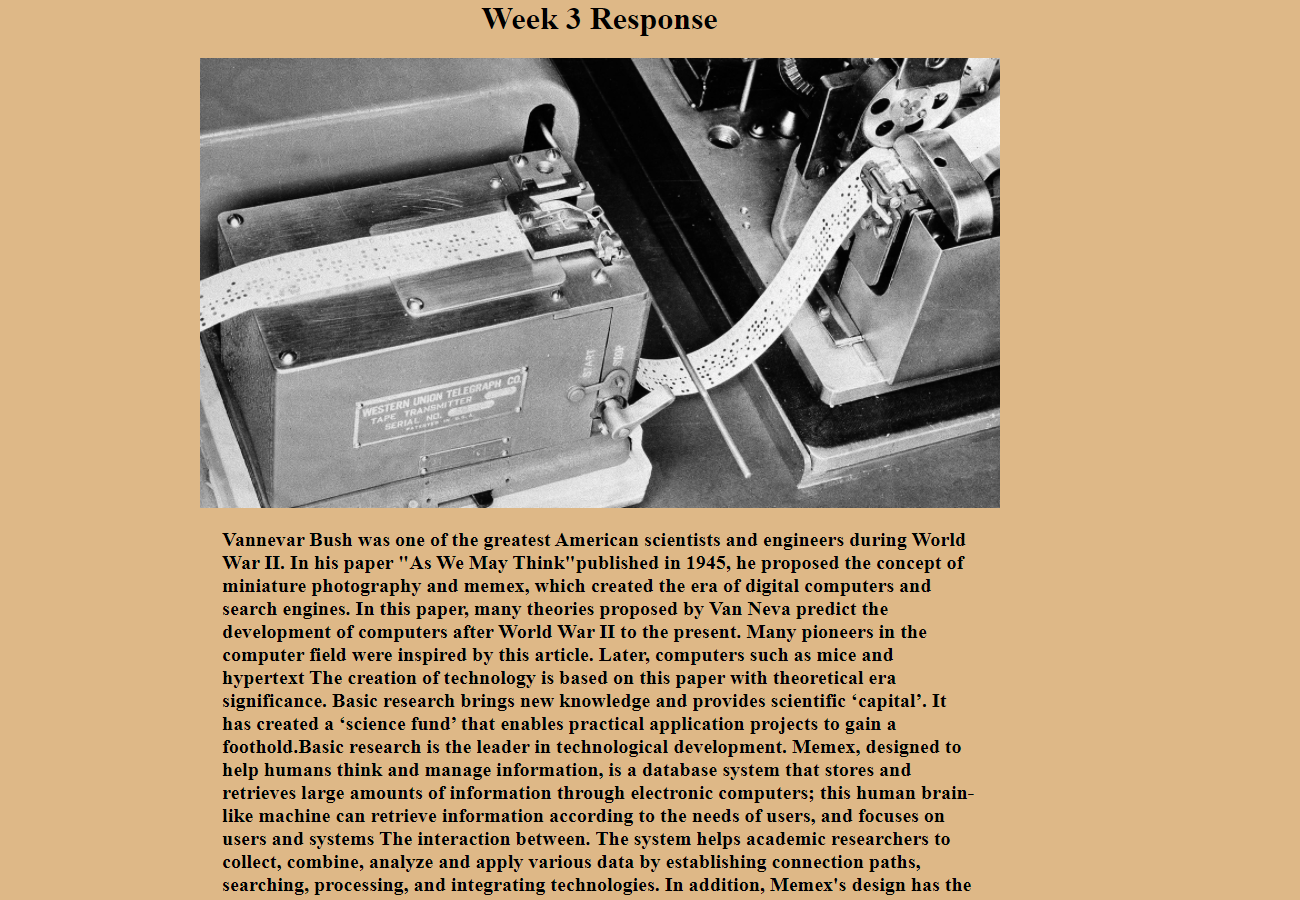 Week 3 Response
START
STOP
WESTERN UNION TELEGRAPH CO.
TAPE TRANSMITTER
SERIAL NO.
PATENTED IN U.S.A.
Vannevar Bush was one of the greatest American scientists and engineers during World
War II. In his paper "As We May Think"published in 1945, he proposed the concept of
miniature photography and memex, which created the era of digital computers and
search engines. In this paper, many theories proposed by Van Neva predict the
development of computers after World War II to the present. Many pioneers in the
computer field were inspired by this article. Later, computers such as mice and
hypertext The creation of technology is based on this paper with theoretical era
significance. Basic research brings new knowledge and provides scientific ‘capital’. It
has created a ‘science fund’ that enables practical application projects to gain a
foothold.Basic research is the leader in technological development. Memex, designed to
help humans think and manage information, is a database system that stores and
retrieves large amounts of information through electronic computers; this human brain-
like machine can retrieve information according to the needs of users, and focuses on
users and systems The interaction between. The system helps academic researchers to
collect, combine, analyze and apply various data by establishing connection paths,
searching, processing, and integrating technologies. In addition, Memex's design has the